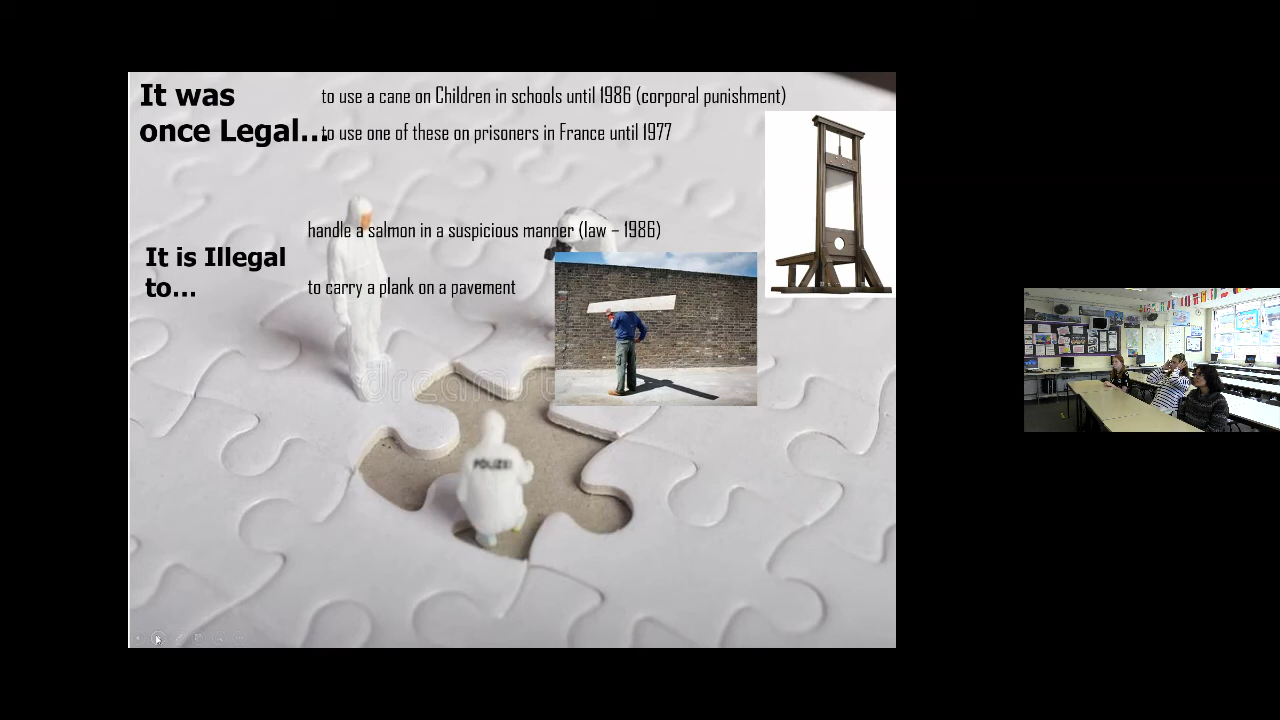 It was
once Legal...
to use a cane on Children in schools until 1986 (corporal punishment)
to use one of these on prisoners in France until 1977
It is Illegal
to...
handle a salmon in a suspicious manner (law – 1986)
to carry a plank on a pavement
dreamst
POLIZEI